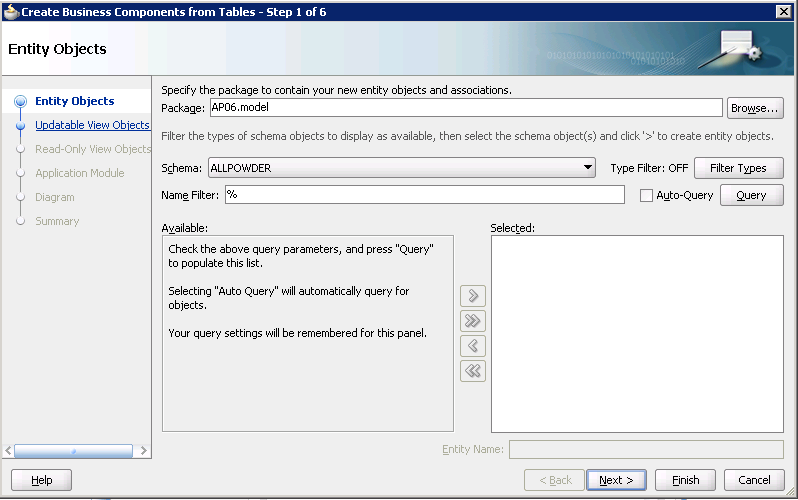 Create Business Components from Tables - Step 1 of 6
Entity Objects
01010101010101010101010101
0101010101010
Entity Objects
Updatable View Objects
Read-Only View Objects
Application Module
Diagram
Summary
Specify the package to contain your new entity objects and associations.
Package: AP06.model Browse...
Filter the types of schema objects to display as available, then select the schema object(s) and click '>' to create entity objects.
Schema: ALLPOWDER Type Filter: OFF Filter Types
Name Filter: % Auto-Query Query
Available: Selected:
Check the above query parameters, and press "Query"
to populate this list.
Selecting "Auto Query" will automatically query for
objects.
Your query settings will be remembered for this panel.
Entity Name:
Help < Back Next > Finish Cancel